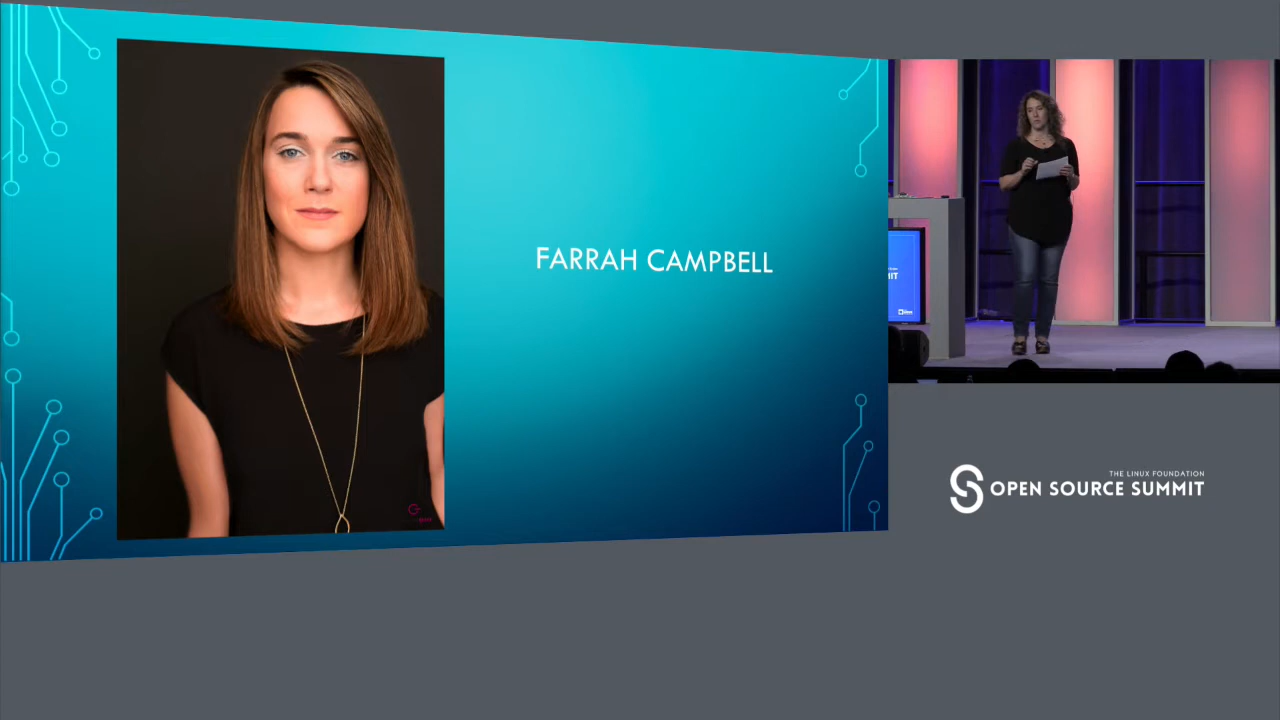 FARRAH CAMPBELL
THE LINUX FOUNDATION
OPEN SOURCE SUMMIT